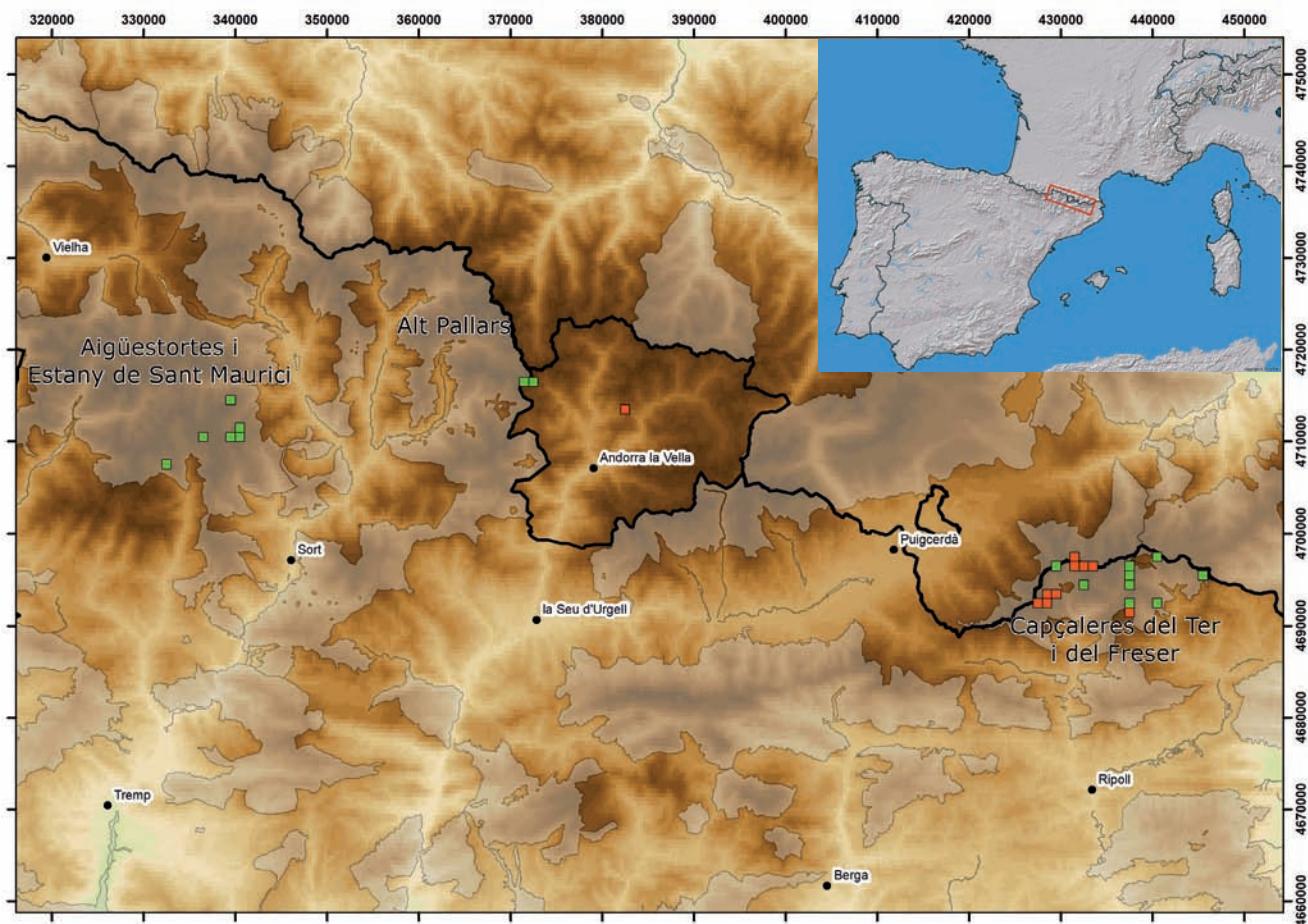 320000 330000 340000 350000 360000 370000 380000 390000 400000 410000 420000 430000 440000 450000
4750000
4740000
4730000
4720000
4710000
4700000
4690000
4680000
4670000
4660000
Vielha
Alt Pallars
Aigüestortes i
Estany de Sant Maurici
Andorra la Vella
Sort
Puigcerdà
la Seu d'Urgell
Capçaleres del Ter
i del Freser
Tremp
Ripoll
Berga